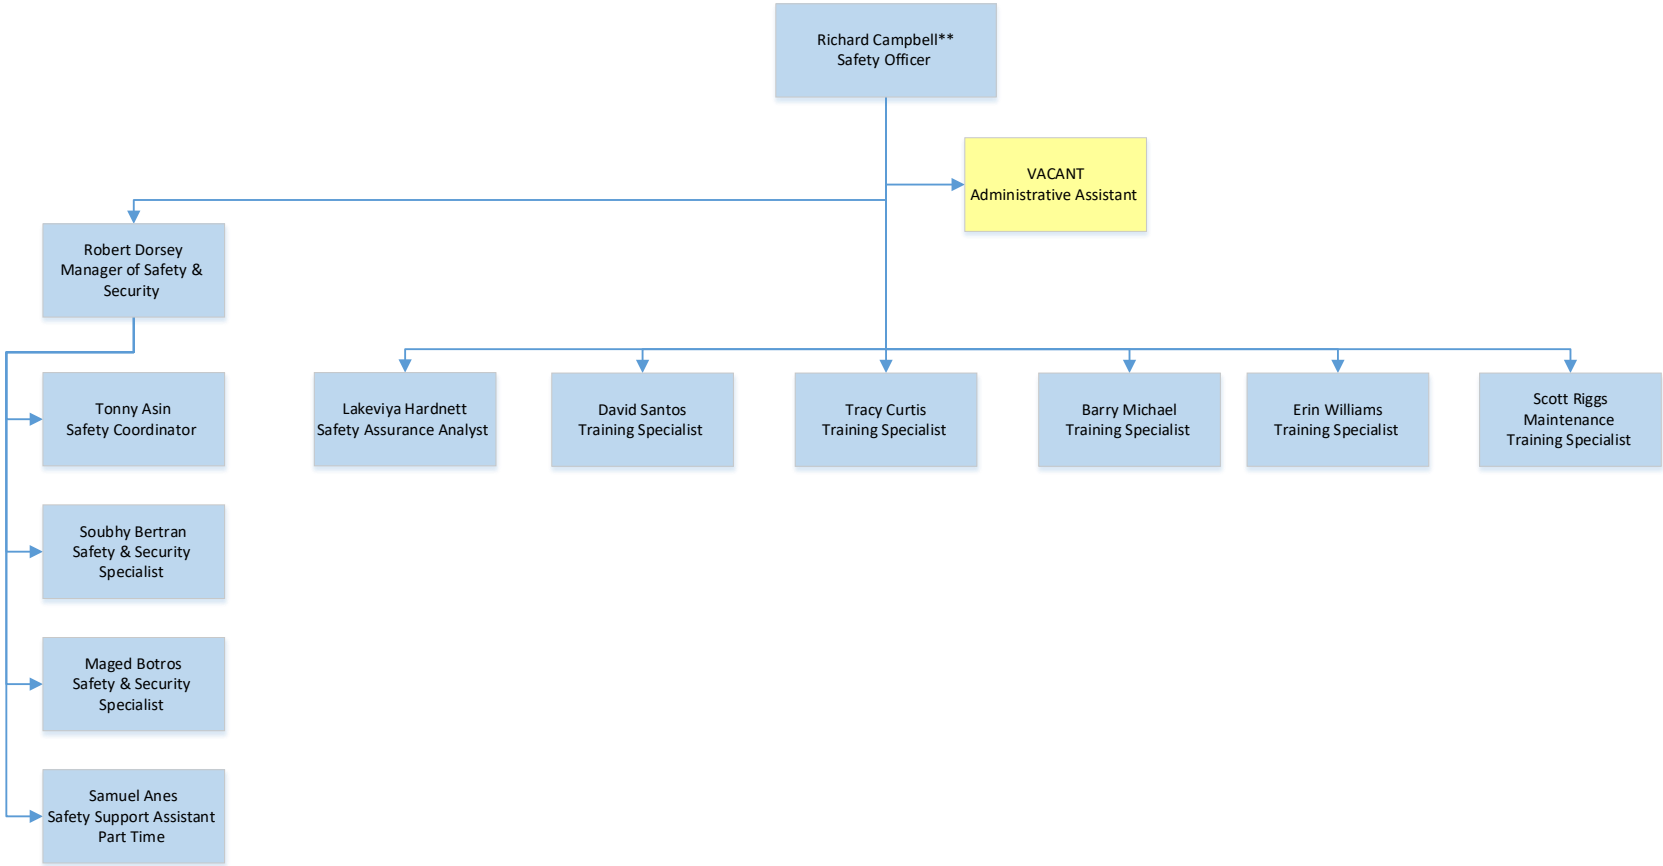 Richard Campbell**
Safety Officer
VACANT
Administrative Assistant
Robert Dorsey
Manager of Safety &
Security
Tonny Asin
Safety Coordinator
Lakeviya Hardnett
Safety Assurance Analyst
David Santos
Training Specialist
Tracy Curtis
Training Specialist
Barry Michael
Training Specialist
Erin Williams
Training Specialist
Scott Riggs
Maintenance
Training Specialist
Soubhy Bertran
Safety & Security
Specialist
Maged Botros
Safety & Security
Specialist
Samuel Anes
Safety Support Assistant
Part Time